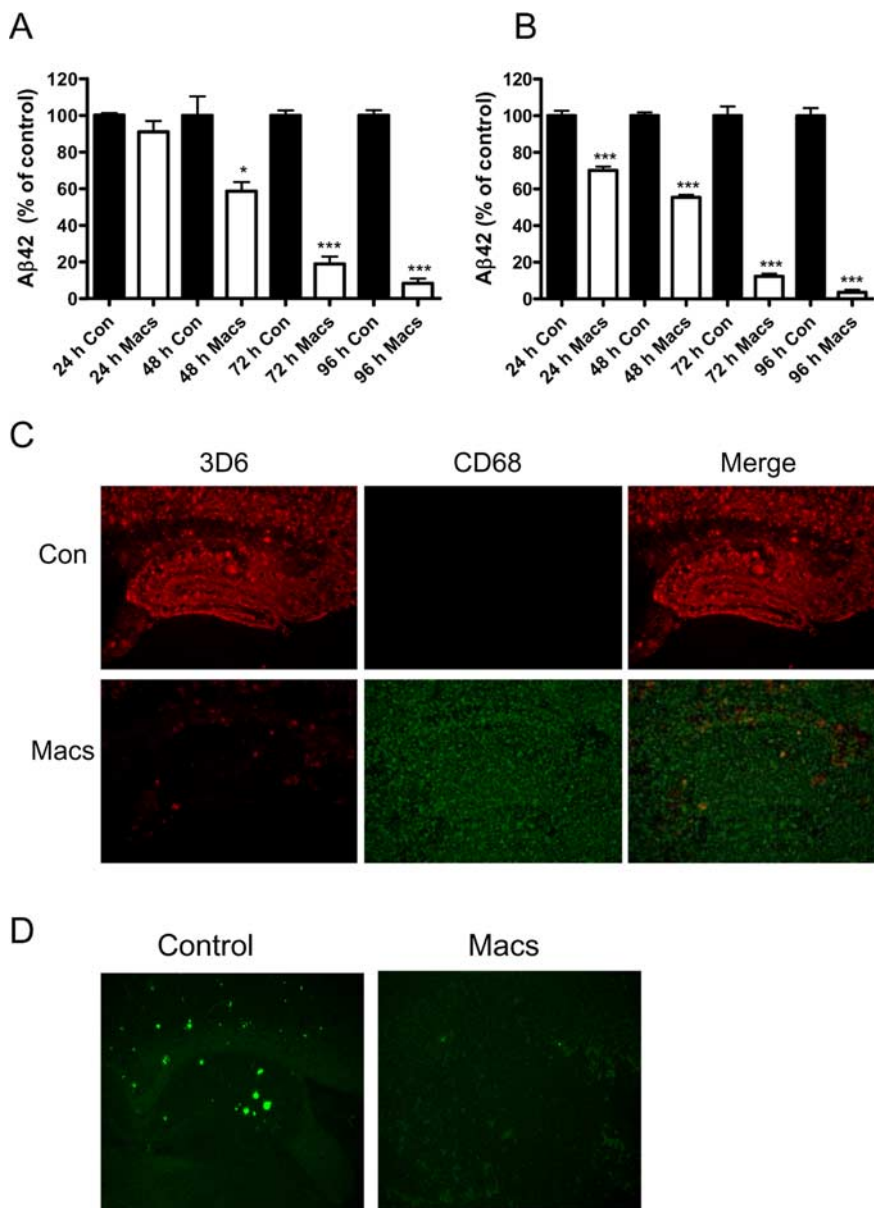 A
Aβ42 (% of control)
120
100
80
60
40
20
0
*
***
***
24 h Con
24 h Macs
48 h Con
48 h Macs
72 h Con
72 h Macs
96 h Con
96 h Macs
B
Aβ42 (% of control)
120
100
80
60
40
20
0
***
***
***
***
24 h Con
24 h Macs
48 h Con
48 h Macs
72 h Con
72 h Macs
96 h Con
96 h Macs
C
3D6 CD68 Merge
Con
Macs
D
Control Macs